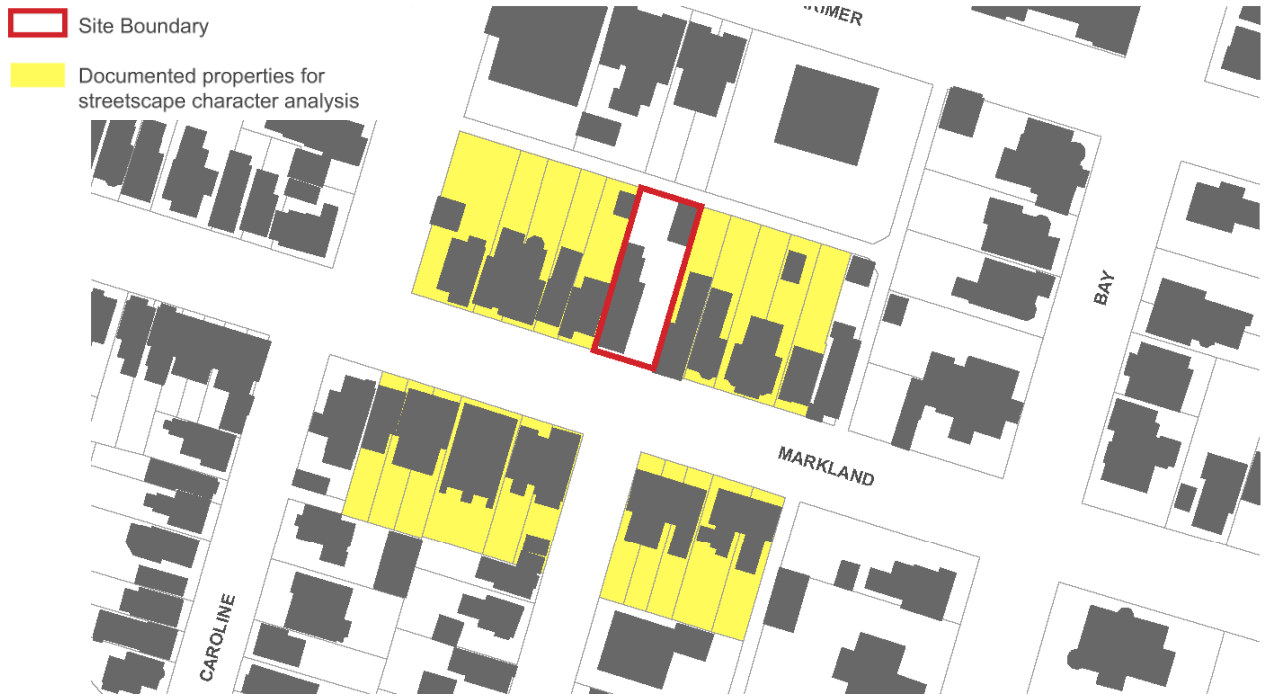 Site Boundary
Documented properties for
streetscape character analysis
BAY
MARKLAND
CAROLINE